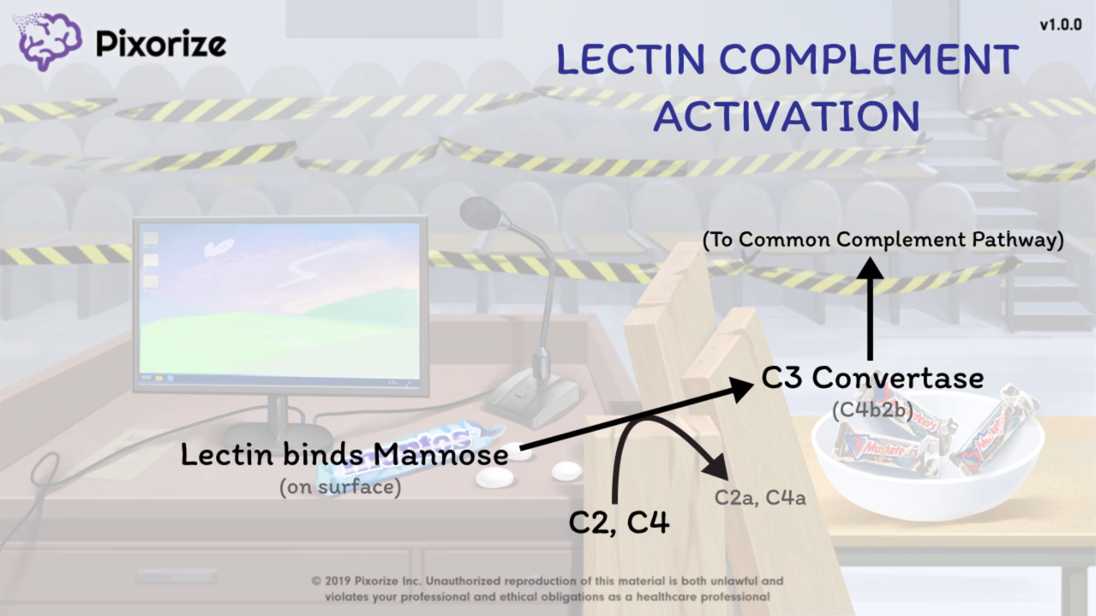 Pixorize
v1.0.0
LECTIN COMPLEMENT
ACTIVATION
(To Common Complement Pathway)
C3 Convertase
(C4b2b)
Lectin binds Mannose
(on surface)
C2a, C4a
C2, C4
mentos
© 2019 Pixorize Inc. Unauthorized reproduction of this material is both unlawful and
violates your professional and ethical obligations as a healthcare professional